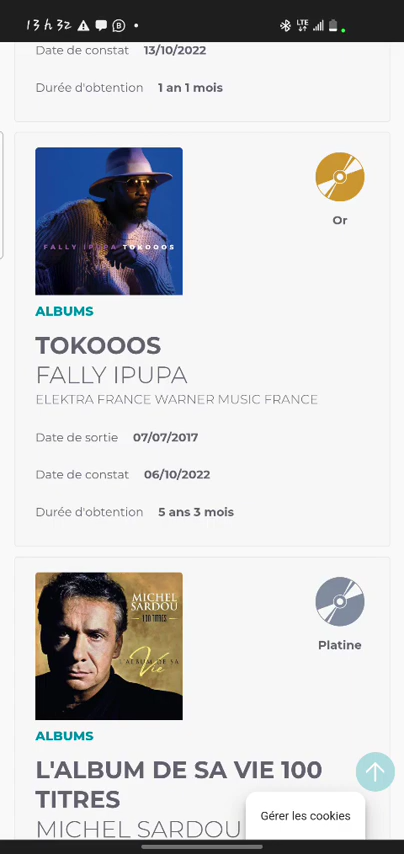 13 h 32
LTE
Date de constat 13/10/2022
Durée d'obtention 1 an 1 mois
FALLY IPUPA TOKOOOS
Or
ALBUMS
TOKOOOS
FALLY IPUPA
ELEKTRA FRANCE WARNER MUSIC FRANCE
Date de sortie 07/07/2017
Date de constat 06/10/2022
Durée d'obtention 5 ans 3 mois
MICHEL
SARDOU
100 TITRES
L'ALBUM DE SA
Vie
Platine
ALBUMS
L'ALBUM DE SA VIE 100
TITRES
MICHEL SARDOU
Gérer les cookies